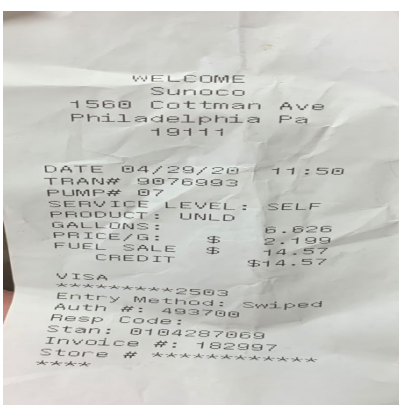 WELCOME
Sunoco
1560 Cottman Ave
Philadelphia Pa
19111
DATE 04/29/20 11:50
TRAN# 9076993
PUMP# 07
SERVICE LEVEL: SELF
PRODUCT: UNLD
GALLONS: 6.626
PRICE/G: $ 2.199
FUEL SALE $ 14.57
CREDIT $14.57
VISA
*********2503
Entry Method: Swiped
Auth #: 493700
Resp Code:
Stan: 0104287069
Invoice #: 182997
Store # ************
****